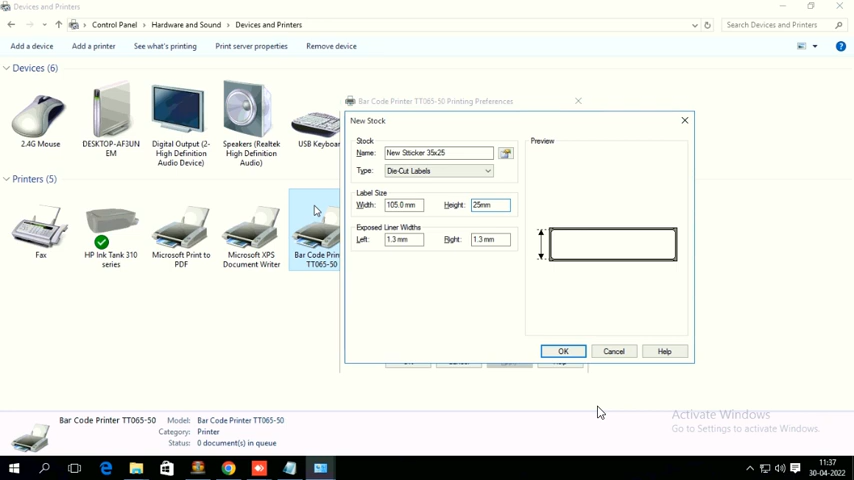 Devices and Printers
Control Panel › Hardware and Sound › Devices and Printers
Search Devices and Printers
Add a device
Add a printer
See what's printing
Print server properties
Remove device
Devices (6)
2.4G Mouse
DESKTOP-AF3UN
EM
Digital Output (2-
High Definition
Audio Device)
Speakers (Realtek
High Definition
Audio)
USB Keyboar
Printers (5)
Fax
HP Ink Tank 310
series
Microsoft Print to
PDF
Microsoft XPS
Document Writer
Bar Code Prin
TT065-50
Bar Code Printer TT065-50 Printing Preferences
New Stock
Stock
Name: New Stticker 35x25
Type: Die-Cut Labels
Label Size
Width: 105.0 mm Height: 25mm
Exposed Liner Widths
Left: 1.3 mm Right: 1.3 mm
Preview
OK
Cancel
Help
Bar Code Printer TT065-50
Model: Bar Code Printer TT065-50
Category: Printer
Status: 0 document(s) in queue
Activate Windows
Go to Settings to activate Windows.
11:37
30-04-2022